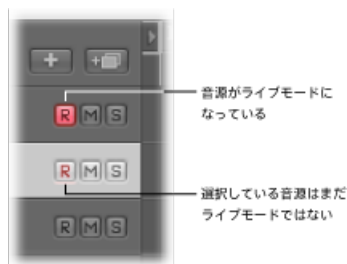 音源がライブモードに
なっている
R M S
選択している音源はまだ
ライブモードではない
R M S
R M S